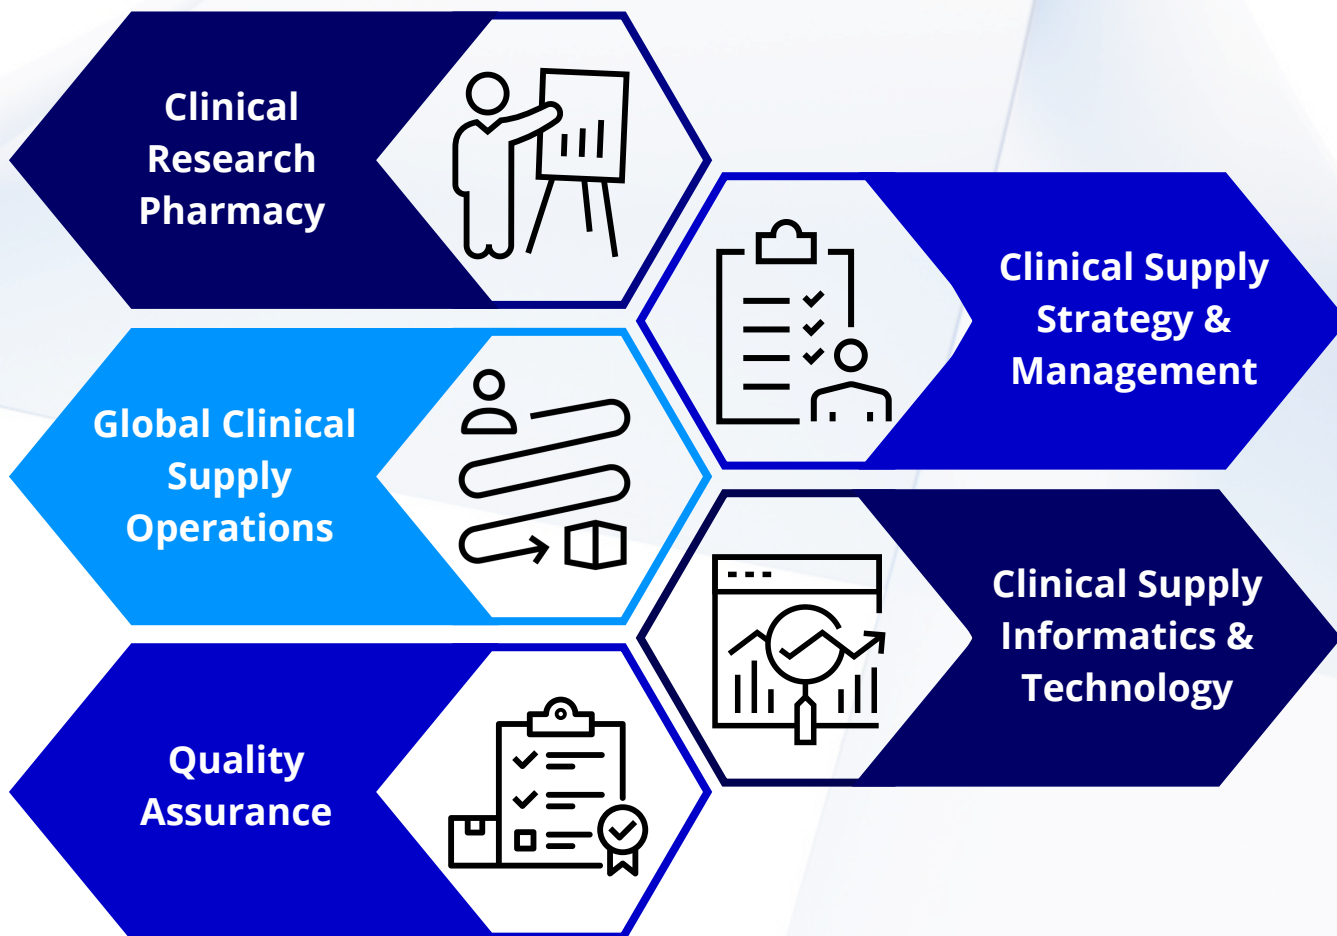 Clinical
Research
Pharmacy
Clinical Supply
Strategy &
Management
Global Clinical
Supply
Operations
Clinical Supply
Informatics &
Technology
Quality
Assurance